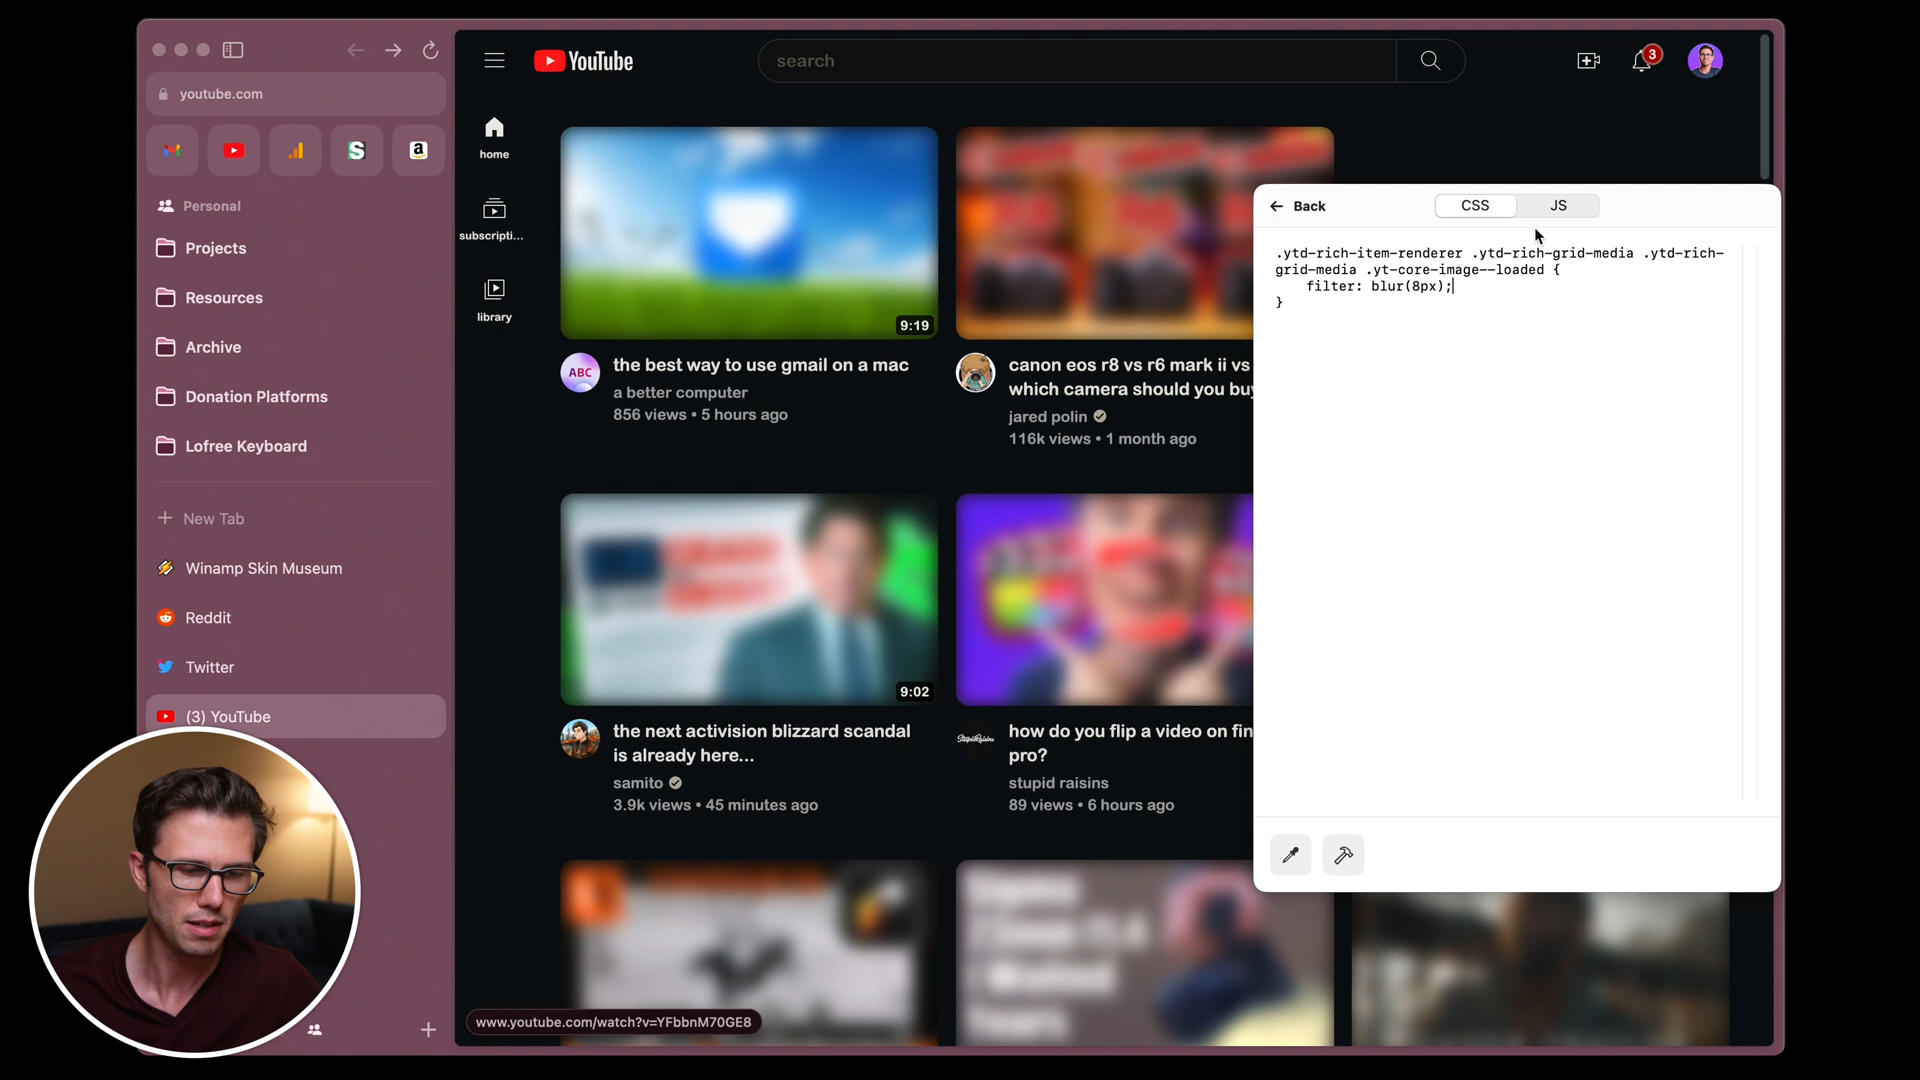 youtube.com
Personal
Projects
Resources
Archive
Donation Platforms
Lofree Keyboard
New Tab
Winamp Skin Museum
Reddit
Twitter
(3) YouTube
YouTube
search
3
home
subscripti...
library
9:19
ABC
the best way to use gmail on a mac
a better computer
856 views • 5 hours ago
canon eos r8 vs r6 mark ii vs
which camera should you buy
jared polin
116k views • 1 month ago
9:02
the next activision blizzard scandal
is already here...
samito
3.9k views • 45 minutes ago
how do you flip a video on fin
pro?
stupid raisins
89 views • 6 hours ago
www.youtube.com/watch?v=YFbbnM70GE8
Back
CSS
JS
.ytd-rich-item-renderer .ytd-rich-grid-media .ytd-rich-
grid-media .yt-core-image--loaded {
filter: blur(8px);
}